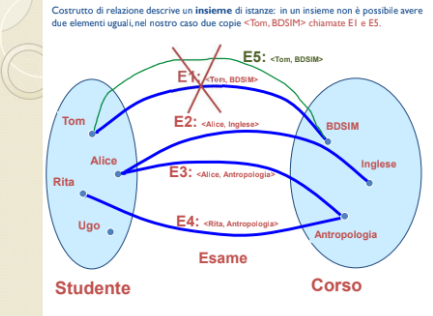 Costrutto di relazione descrive un insieme di istanze: in un insieme non è possibile avere
due elementi uguali, nel nostro caso due copie <Tom, BDSIM> chiamate E1 e E5.
E5: <Tom, BDSIM>
E1: <Tom, BDSIM>
E2: <Alice, Inglese>
Tom
BDSIM
Alice
Inglese
E3: <Alice, Antropologia>
Rita
E4: <Rita, Antropologia>
Ugo
Antropologia
Esame
Studente
Corso